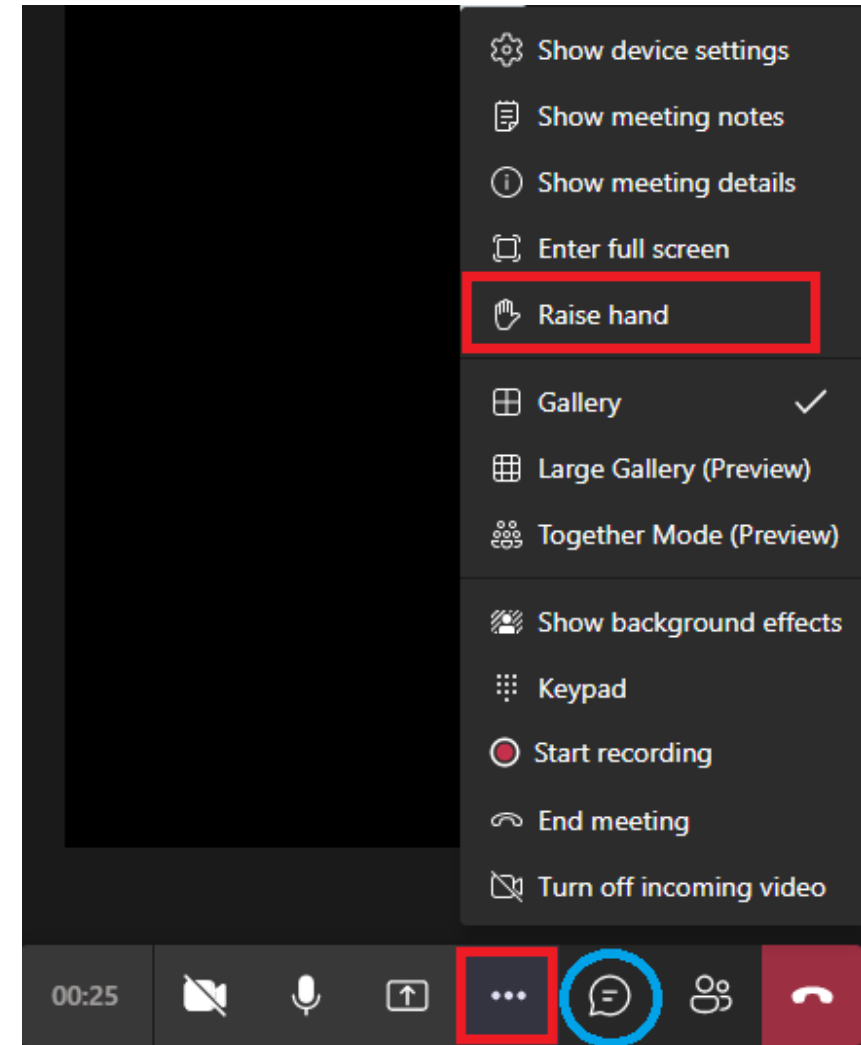 Show device settings
Show meeting notes
Show meeting details
Enter full screen
Raise hand
Gallery
Large Gallery (Preview)
Together Mode (Preview)
Show background effects
Keypad
Start recording
End meeting
Turn off incoming video
00:25